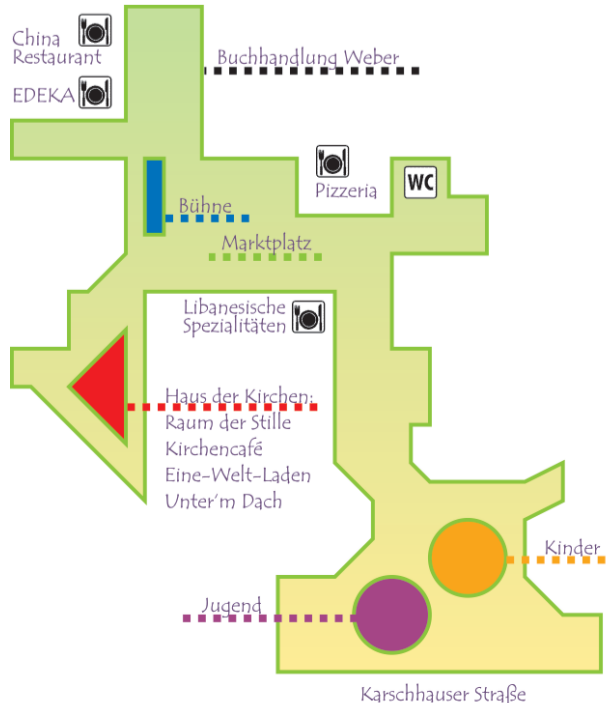 China
Restaurant
EDEKA
Buchhandlung Weber
Pizzeria
WC
Bühne
Marktplatz
Libanesische
Spezialitäten
Haus der Kirchen:
Raum der Stille
Kirchencafé
Eine-Welt-Laden
Unter'm Dach
Kinder
Jugend
Karschhauser Straße